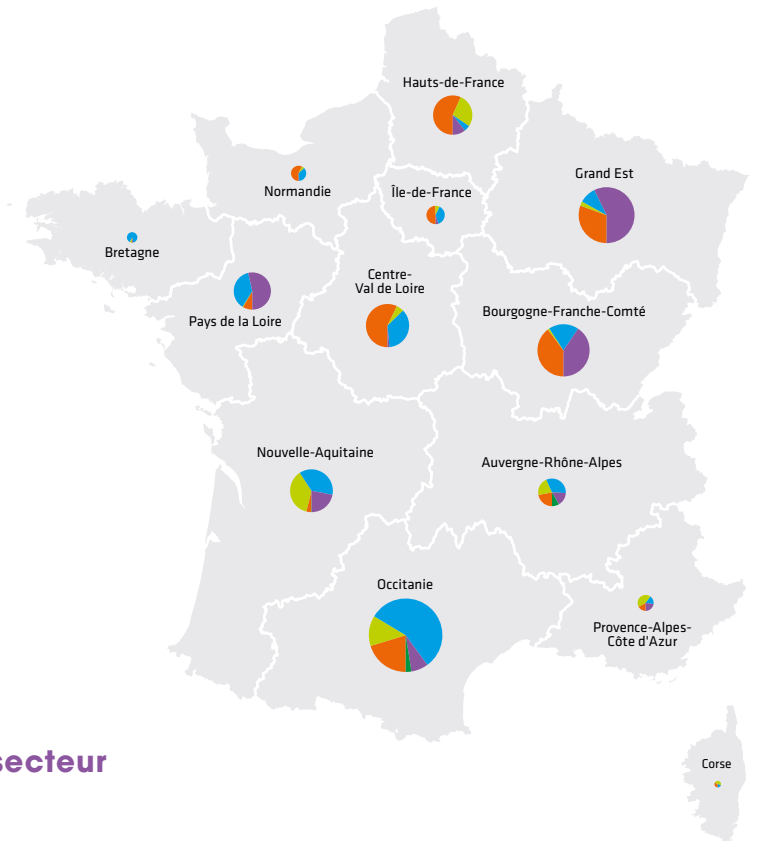 Hauts-de-France
Grand Est
Normandie
Île-de-France
Bretagne
Centre-
Val de Loire
Pays de la Loire
Bourgogne-Franche-Comté
Nouvelle-Aquitaine
Auvergne-Rhône-Alpes
Occitanie
Provence-Alpes-
Côte d'Azur
secteur
Corse